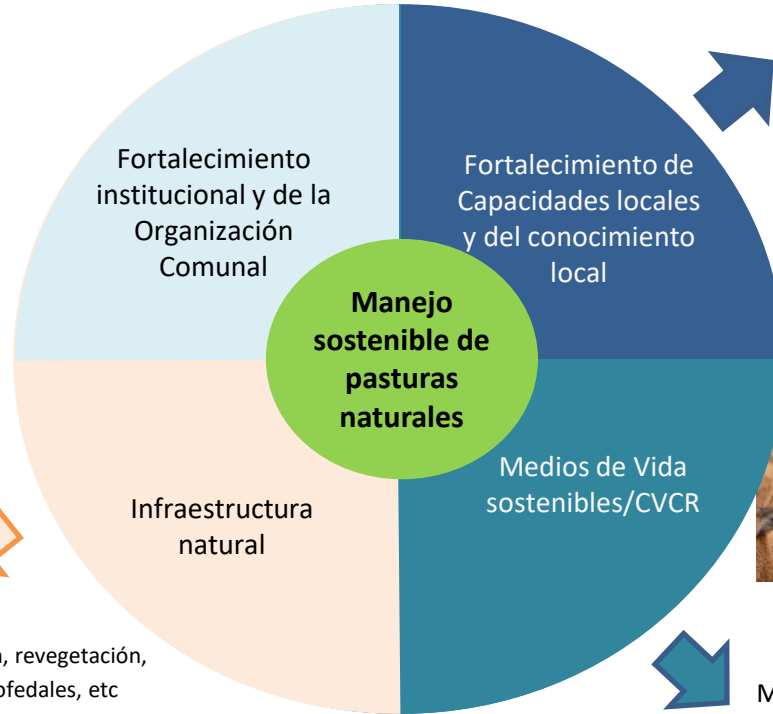 Fortalecimiento
institucional y de la
Organización
Comunal
Fortalecimiento de
Capacidades locales
y del conocimiento
local
Manejo
sostenible de
pasturas
naturales
Infraestructura
natural
Medios de Vida
sostenibles/CVCR
, revegetación,
ofedales, etc
M